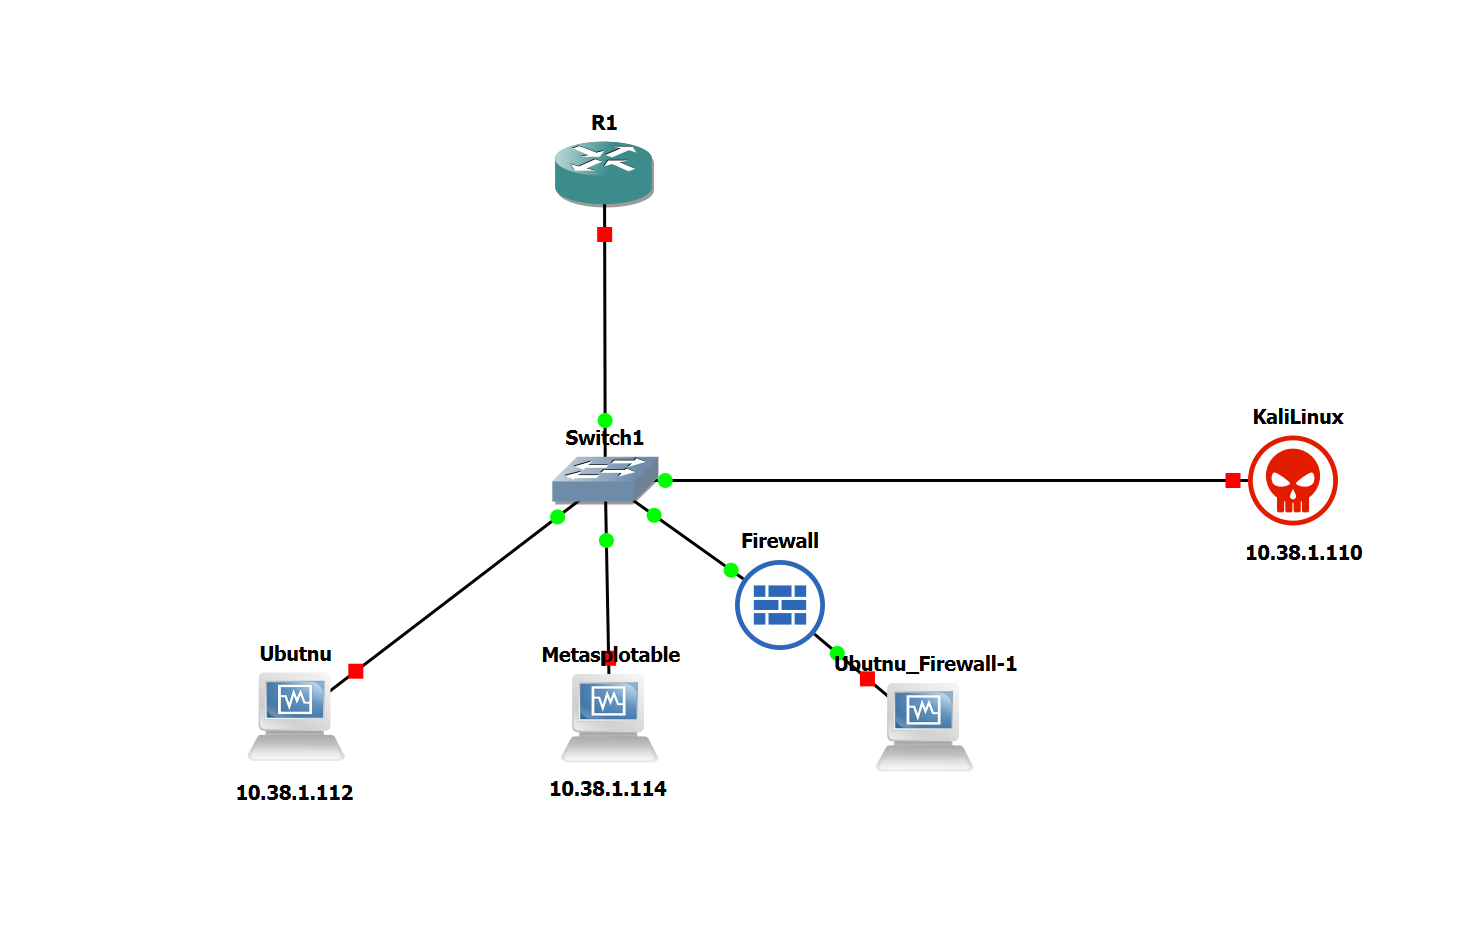 R1
Switch1
KaliLinux
10.38.1.110
Firewall
Ubutnu
Metasplotable
Ubutnu_Firewall-1
10.38.1.112
10.38.1.114